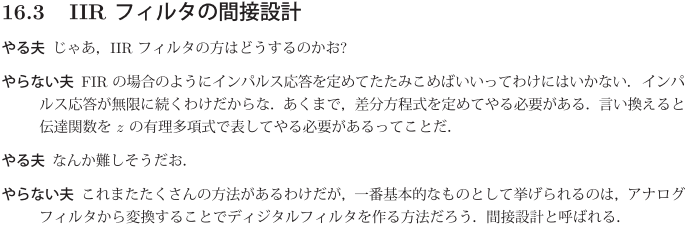 16.3 IIR フィルタの間接設計
やる夫 じゃあ，IIR フィルタの方はどうするのかお?
やらない夫 FIR の場合のようにインパルス応答を定めてたたみこめばいいってわけにはいかない．インパ
ルス応答が無限に続くわけだからな．あくまで，差分方程式を定めてやる必要がある．言い換えると
伝達関数を z の有理多項式で表してやる必要があるってことだ．
やる夫 なんか難しそうだお．
やらない夫 これまたたくさんの方法があるわけだが，一番基本的なものとして挙げられるのは，アナログ
フィルタから変換することでディジタルフィルタを作る方法だろう．間接設計と呼ばれる．